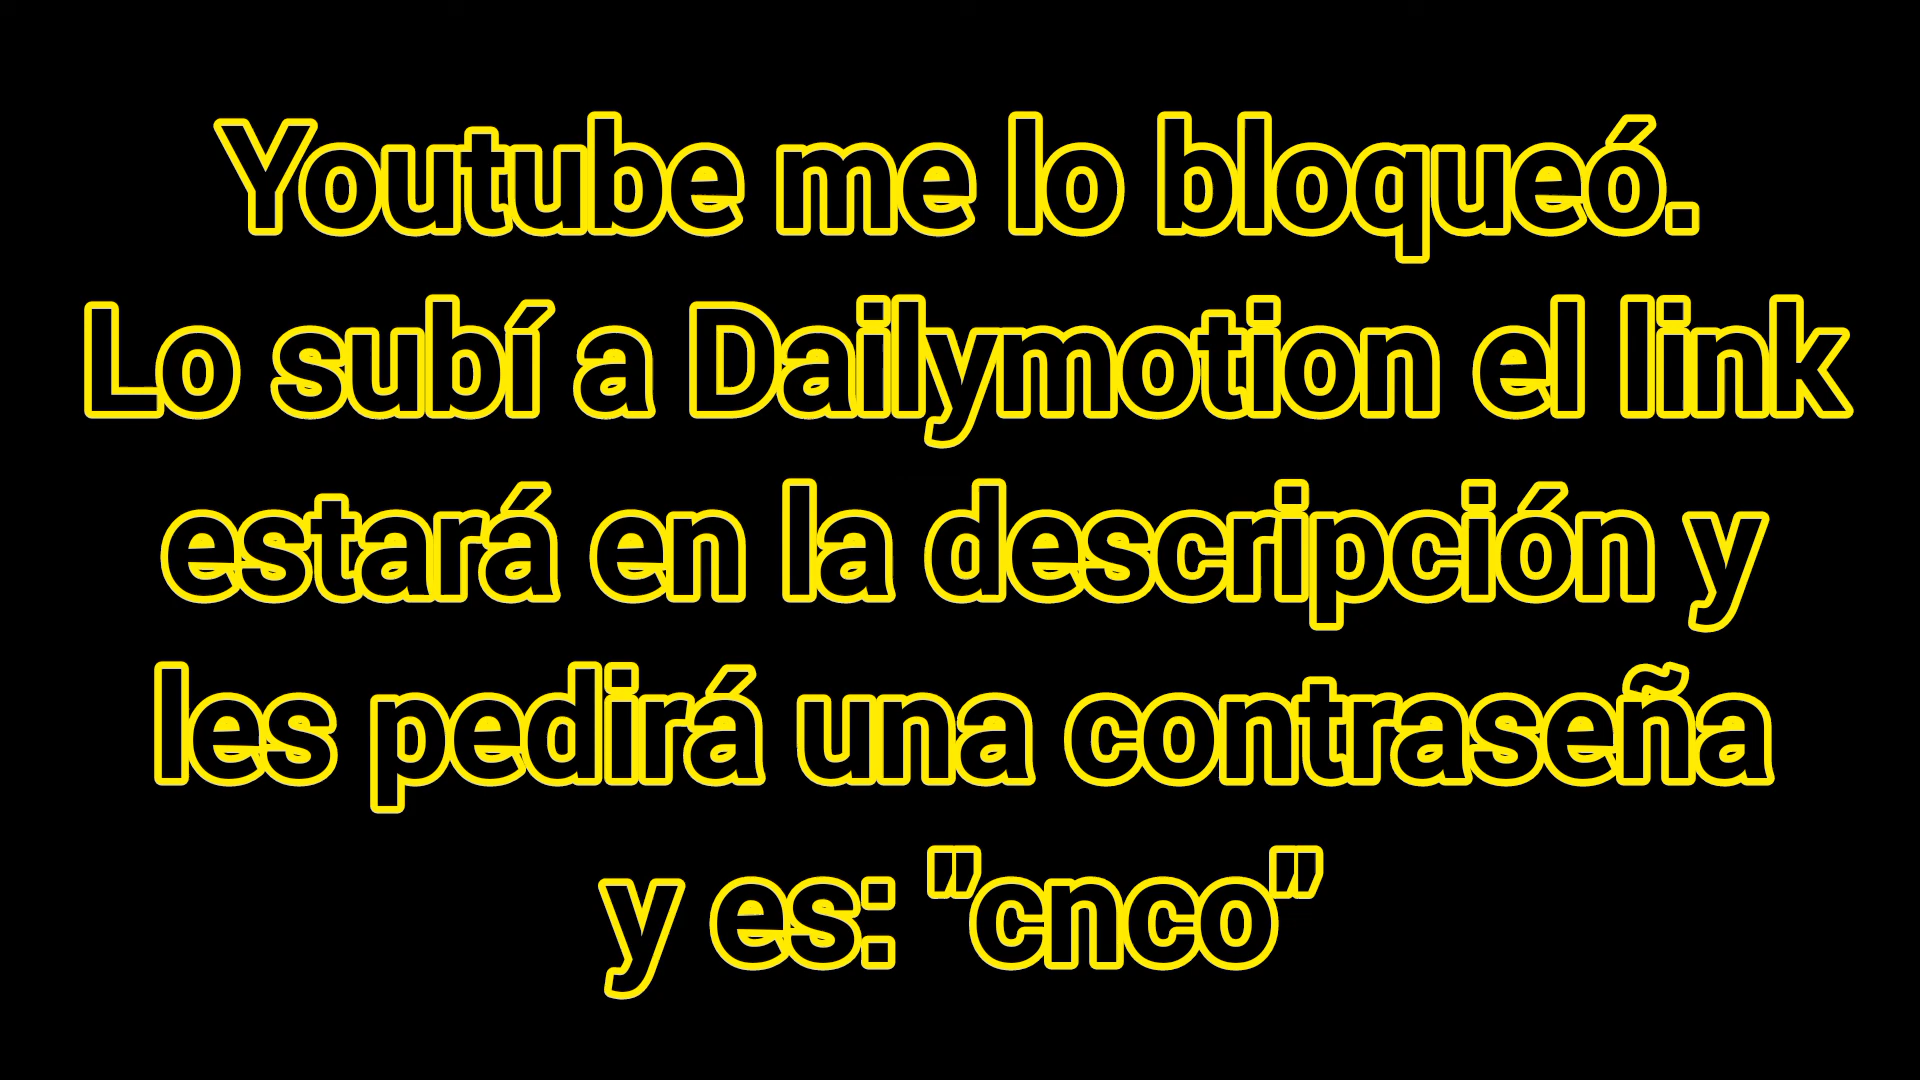 Youtube me lo bloqueó.
Lo subí a Dailymotion el link
estará en la descripción y
les pedirá una contraseña
y es: "cnco"